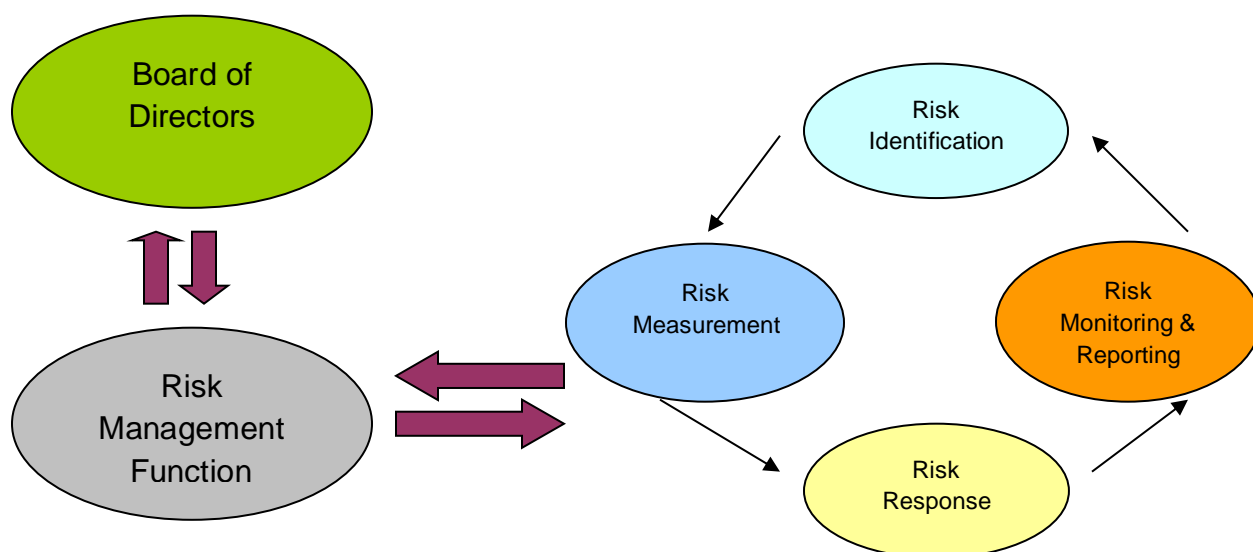 Board of
Directors
Risk
Identification
Risk
Measurement
Risk
Monitoring &
Reporting
Risk
Management
Function
Risk
Response